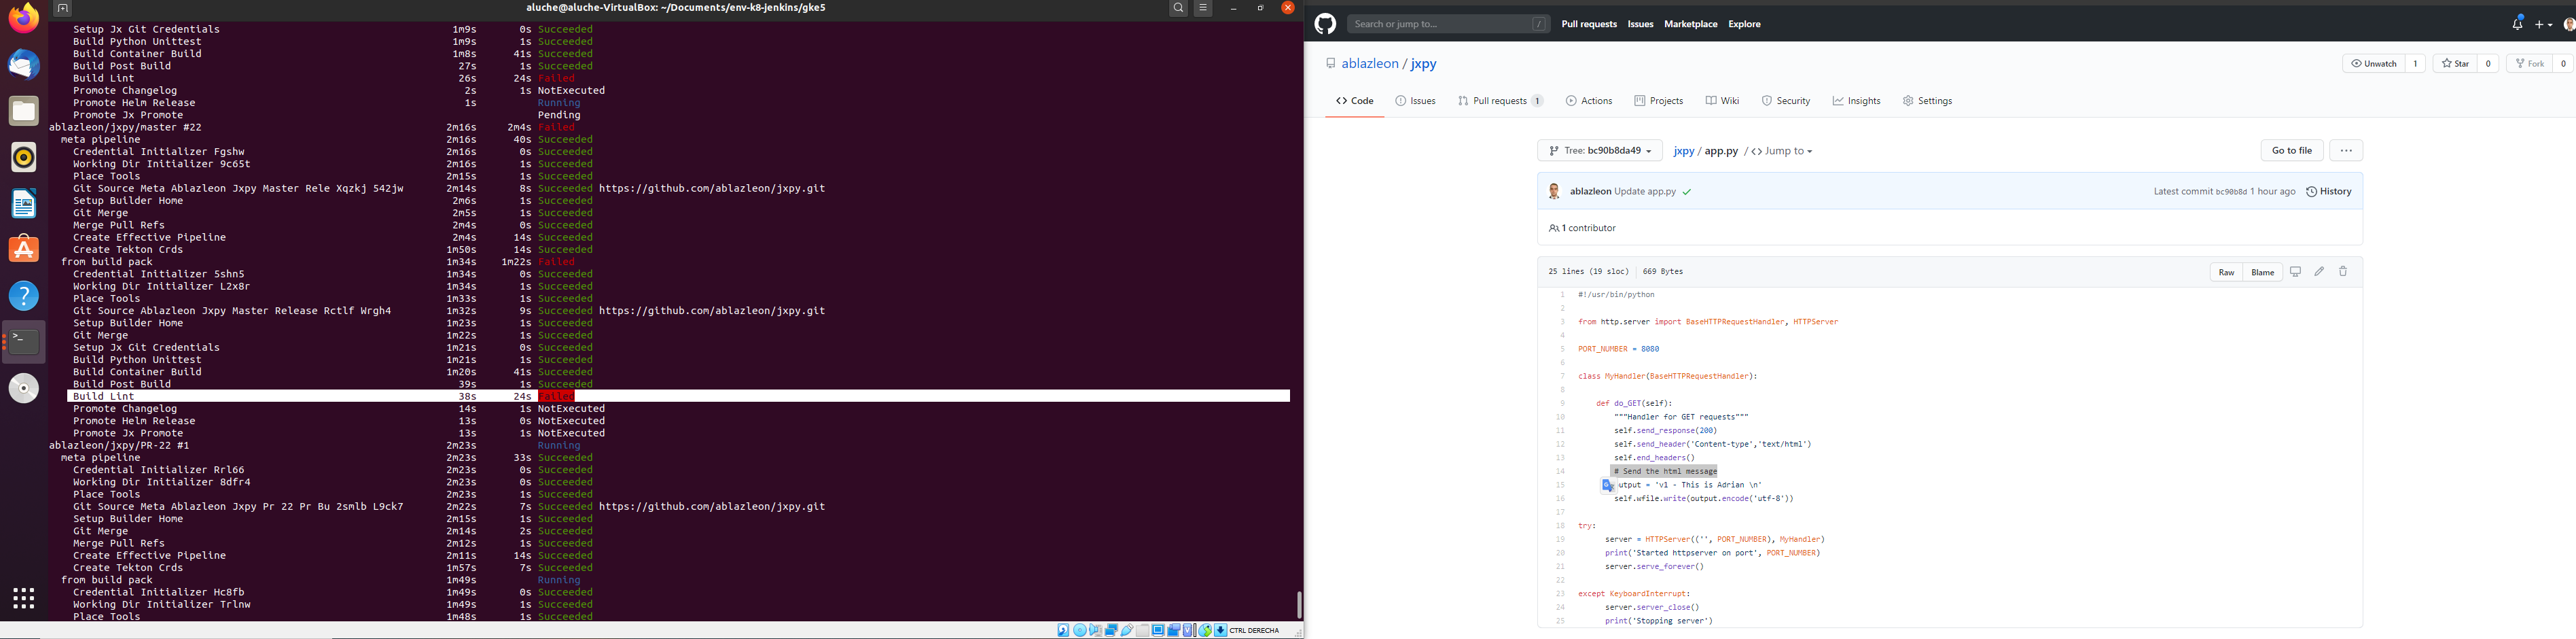 aluche@aluche-VirtualBox: ~/Documents/env-k8-jenkins/gke5
Setup Jx Git Credentials 1m9s 0s Succeeded
Build Python Unittest 1m9s 1s Succeeded
Build Container Build 1m8s 41s Succeeded
Build Post Build 27s 1s Succeeded
Build Lint 26s 24s Failed
Promote Changelog 2s 1s NotExecuted
Promote Helm Release 1s Running
Promote Jx Promote Pending
ablazleon/jxpy/master #22 2m16s 2m4s Failed
meta pipeline 2m16s 40s Succeeded
Credential Initializer Fgshw 2m16s 0s Succeeded
Working Dir Initializer 9c65t 2m16s 1s Succeeded
Place Tools 2m15s 1s Succeeded
Git Source Meta Ablazleon Jxpy Master Rele Xqzkj 542jw 2m14s 8s Succeeded https://github.com/ablazleon/jxpy.git
Setup Builder Home 2m6s 1s Succeeded
Git Merge 2m5s 1s Succeeded
Merge Pull Refs 2m4s 0s Succeeded
Create Effective Pipeline 2m4s 14s Succeeded
Create Tekton Crds 1m50s 14s Succeeded
from build pack 1m34s 1m22s Failed
Credential Initializer 5shn5 1m34s 0s Succeeded
Working Dir Initializer L2x8r 1m34s 1s Succeeded
Place Tools 1m33s 1s Succeeded
Git Source Ablazleon Jxpy Master Release Rctlf Wrgh4 1m32s 9s Succeeded https://github.com/ablazleon/jxpy.git
Setup Builder Home 1m23s 1s Succeeded
Git Merge 1m22s 1s Succeeded
Setup Jx Git Credentials 1m21s 0s Succeeded
Build Python Unittest 1m21s 1s Succeeded
Build Container Build 1m20s 41s Succeeded
Build Post Build 39s 1s Succeeded
Build Lint 38s 24s Failed
Promote Changelog 14s 1s NotExecuted
Promote Helm Release 13s 0s NotExecuted
Promote Jx Promote 13s 1s NotExecuted
ablazleon/jxpy/PR-22 #1 2m23s Running
meta pipeline 2m23s 33s Succeeded
Credential Initializer Rrl66 2m23s 0s Succeeded
Working Dir Initializer 8dfr4 2m23s 0s Succeeded
Place Tools 2m23s 1s Succeeded
Git Source Meta Ablazleon Jxpy Pr 22 Pr Bu 2smlb L9ck7 2m22s 7s Succeeded https://github.com/ablazleon/jxpy.git
Setup Builder Home 2m15s 1s Succeeded
Git Merge 2m14s 2s Succeeded
Merge Pull Refs 2m12s 1s Succeeded
Create Effective Pipeline 2m11s 14s Succeeded
Create Tekton Crds 1m57s 7s Succeeded
from build pack 1m49s Running
Credential Initializer Hc8fb 1m49s 0s Succeeded
Working Dir Initializer Trlnw 1m49s 1s Succeeded
Place Tools 1m48s 1s Succeeded
CTRL DERECHA
Search or jump to... / Pull requests Issues Marketplace Explore
ablazleon / jxpy Unwatch 1 Star 0 Fork 0
Code Issues Pull requests 1 Actions Projects Wiki Security Insights Settings
Tree: bc90b8da49 jxpy / app.py / <> Jump to Go to file ...
ablazleon Update app.py Latest commit bc90b8d 1 hour ago History
1 contributor
25 lines (19 sloc) 669 Bytes Raw Blame
1 #!/usr/bin/python
2
3 from http.server import BaseHTTPRequestHandler, HTTPServer
4
5 PORT_NUMBER = 8080
6
7 class MyHandler(BaseHTTPRequestHandler):
8
9 def do_GET(self):
10 """Handler for GET requests"""
11 self.send_response(200)
12 self.send_header('Content-type','text/html')
13 self.end_headers()
14 # Send the html message
15 output = 'v1 - This is Adrian \n'
16 self.wfile.write(output.encode('utf-8'))
17
18 try:
19 server = HTTPServer(('', PORT_NUMBER), MyHandler)
20 print('Started httpserver on port', PORT_NUMBER)
21 server.serve_forever()
22
23 except KeyboardInterrupt:
24 server.server_close()
25 print('Stopping server')